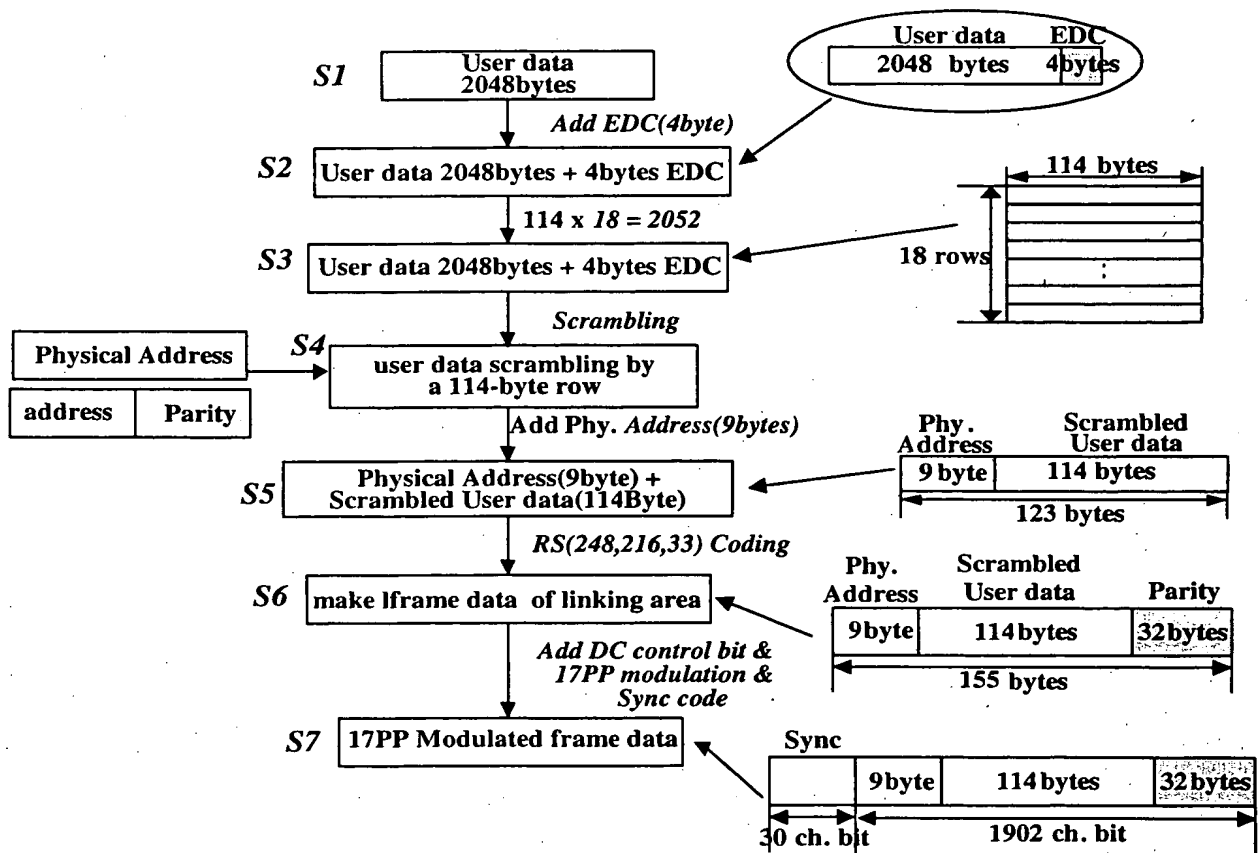 User data EDC
2048 bytes 4bytes
S1
User data
2048bytes
Add EDC(4byte)
S2
User data 2048bytes + 4bytes EDC
114 bytes
18 rows
114 x 18 = 2052
S3
User data 2048bytes + 4bytes EDC
Scrambling
Physical Address
address Parity
S4
user data scrambling by
a 114-byte row
Add Phy. Address(9bytes)
S5
Physical Address(9byte) +
Scrambled User data(114Byte)
Phy.
Address
Scrambled
User data
9 byte 114 bytes
123 bytes
RS(248,216,33) Coding
S6
make 1frame data of linking area
Phy.
Address
Scrambled
User data
Parity
9byte 114bytes 32bytes
155 bytes
Add DC control bit &
17PP modulation &
Sync code
S7
17PP Modulated frame data
Sync
9byte 114bytes 32bytes
30 ch. bit 1902 ch. bit